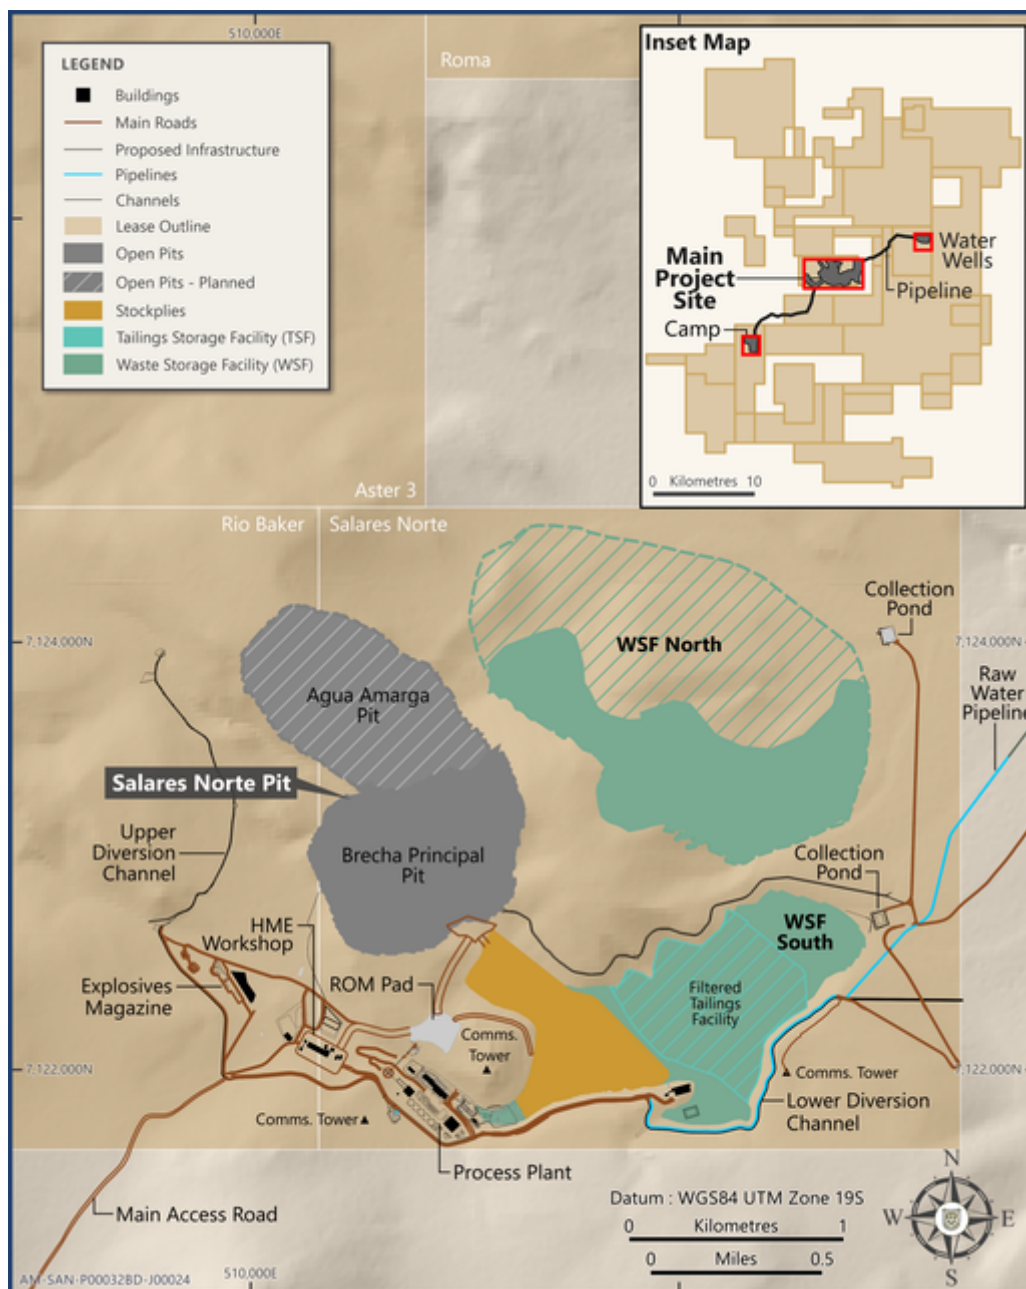 510,000E
LEGEND
Buildings
Main Roads
Proposed Infrastructure
Pipelines
Channels
Lease Outline
Open Pits
Open Pits - Planned
Stockplies
Tailings Storage Facility (TSF)
Waste Storage Facility (WSF)
Roma
Inset Map
Main
Project
Site
Water
Wells
Pipeline
Camp
0 Kilometres 10
Aster 3
Rio Baker
Salares Norte
7,124,000N
7,124,000N
Collection
Pond
WSF North
Raw
Water
Pipeline
Agua Amarga
Pit
Salares Norte Pit
Upper
Diversion
Channel
Brecha Principal
Pit
Collection
Pond
HME
Workshop
WSF
South
Explosives
Magazine
ROM Pad
Filtered
Tailings
Facility
Comms.
Tower
7,122,000N
7,122,000N
Comms. Tower
Comms. Tower
Lower Diversion
Channel
Process Plant
Main Access Road
Datum : WGS84 UTM Zone 19S
0 Kilometres 1
0 Miles 0.5
N
W
E
S
AM-SAN-P00032BD-J00024
510,000E